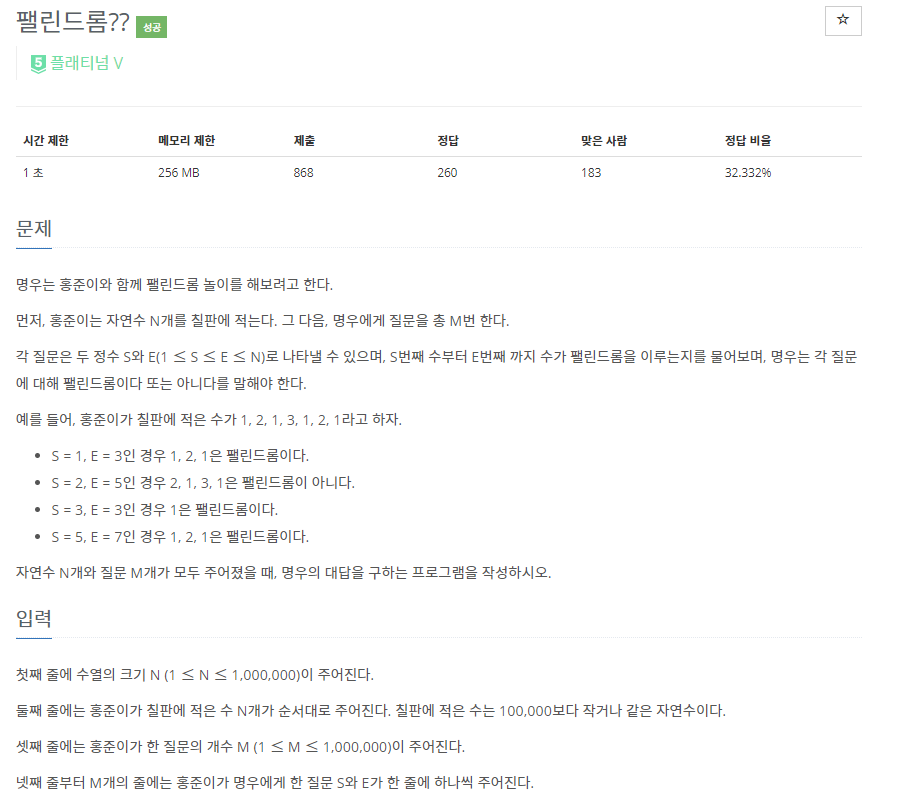 팰린드롬?? 성공
☆
5 플래티넘 V
시간 제한 메모리 제한 제출 정답 맞은 사람 정답 비율
1 초 256 MB 868 260 183 32.332%
문제
명우는 홍준이와 함께 팰린드롬 놀이를 해보려고 한다.
먼저, 홍준이는 자연수 N개를 칠판에 적는다. 그 다음, 명우에게 질문을 총 M번 한다.
각 질문은 두 정수 S와 E(1 ≤ S ≤ E ≤ N)로 나타낼 수 있으며, S번째 수부터 E번째 까지 수가 팰린드롬을 이루는지를 물어보며, 명우는 각 질문
에 대해 팰린드롬이다 또는 아니다를 말해야 한다.
예를 들어, 홍준이가 칠판에 적은 수가 1, 2, 1, 3, 1, 2, 1라고 하자.
• S = 1, E = 3인 경우 1, 2, 1은 팰린드롬이다.
• S = 2, E = 5인 경우 2, 1, 3, 1은 팰린드롬이 아니다.
• S = 3, E = 3인 경우 1은 팰린드롬이다.
• S = 5, E = 7인 경우 1, 2, 1은 팰린드롬이다.
자연수 N개와 질문 M개가 모두 주어졌을 때, 명우의 대답을 구하는 프로그램을 작성하시오.
입력
첫째 줄에 수열의 크기 N (1 ≤ N ≤ 1,000,000)이 주어진다.
둘째 줄에는 홍준이가 칠판에 적은 수 N개가 순서대로 주어진다. 칠판에 적은 수는 100,000보다 작거나 같은 자연수이다.
셋째 줄에는 홍준이가 한 질문의 개수 M (1 ≤ M ≤ 1,000,000)이 주어진다.
넷째 줄부터 M개의 줄에는 홍준이가 명우에게 한 질문 S와 E가 한 줄에 하나씩 주어진다.